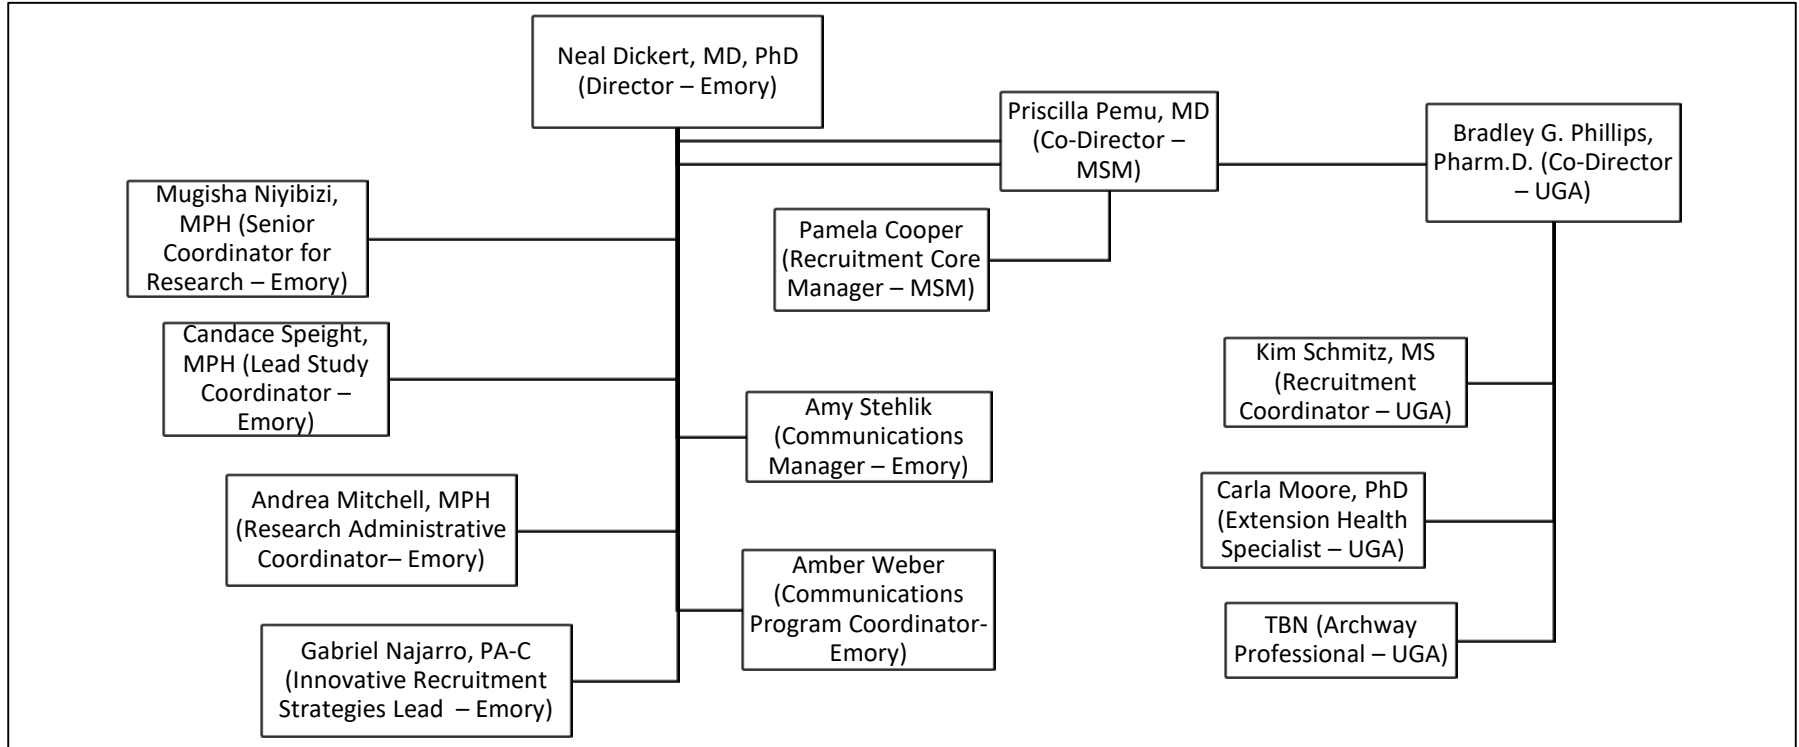 Neal Dickert, MD, PhD
(Director – Emory)
Priscilla Pemu, MD
(Co-Director –
MSM)
Bradley G. Phillips,
Pharm.D. (Co-Director
– UGA)
Mugisha Niyibizi,
MPH (Senior
Coordinator for
Research – Emory)
Pamela Cooper
(Recruitment Core
Manager – MSM)
Candace Speight,
MPH (Lead Study
Coordinator –
Emory)
Kim Schmitz, MS
(Recruitment
Coordinator – UGA)
Amy Stehlik
(Communications
Manager – Emory)
Andrea Mitchell, MPH
(Research Administrative
Coordinator– Emory)
Carla Moore, PhD
(Extension Health
Specialist – UGA)
Amber Weber
(Communications
Program Coordinator-
Emory)
TBN (Archway
Professional – UGA)
Gabriel Najarro, PA-C
(Innovative Recruitment
Strategies Lead  – Emory)